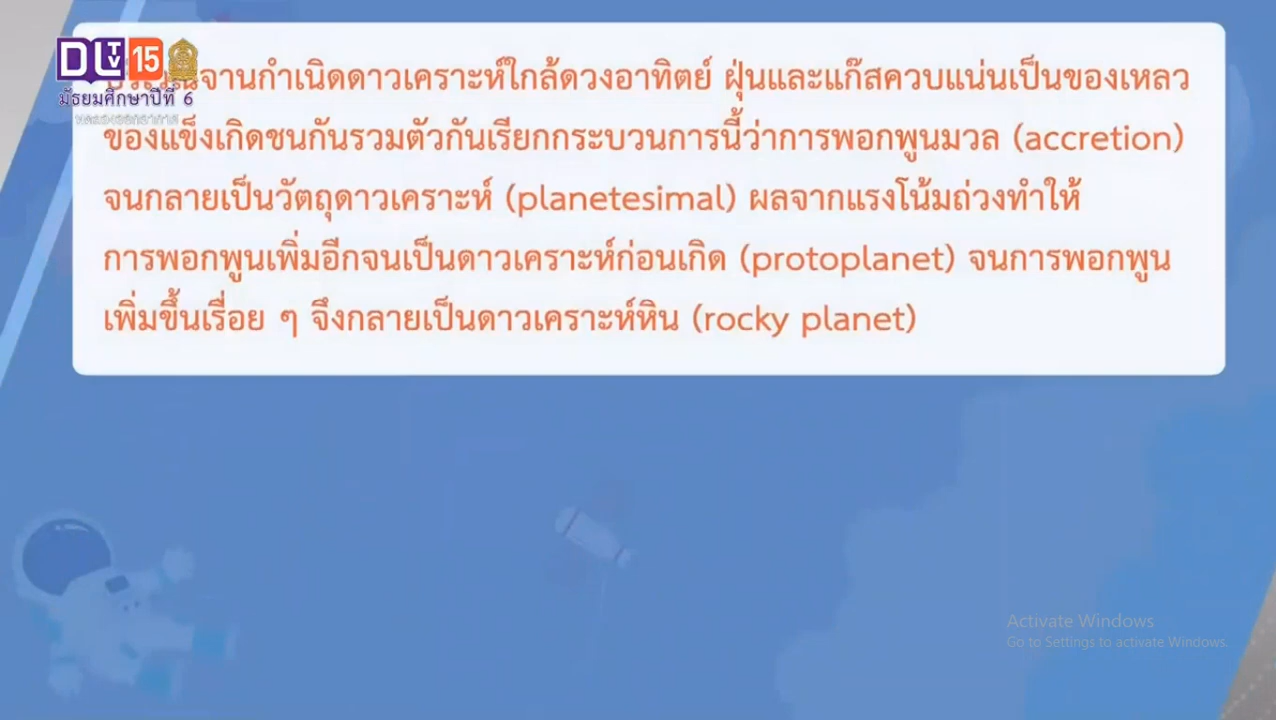 DLTV 15
มัธยมศึกษาปีที่ 6
จานกำเนิดดาวเคราะห์ใกล้ดวงอาทิตย์ ฝุ่นและแก๊สควบแน่นเป็นของเหลว
ของแข็งเกิดชนกันรวมตัวกันเรียกกระบวนการนี้ว่าการพอกพูนมวล (accretion)
จนกลายเป็นวัตถุดาวเคราะห์ (planetesimal) ผลจากแรงโน้มถ่วงทำให้
การพอกพูนเพิ่มอีกจนเป็นดาวเคราะห์ก่อนเกิด (protoplanet) จนการพอกพูน
เพิ่มขึ้นเรื่อย ๆ จึงกลายเป็นดาวเคราะห์หิน (rocky planet)
Activate Windows
Go to Settings to activate Windows.